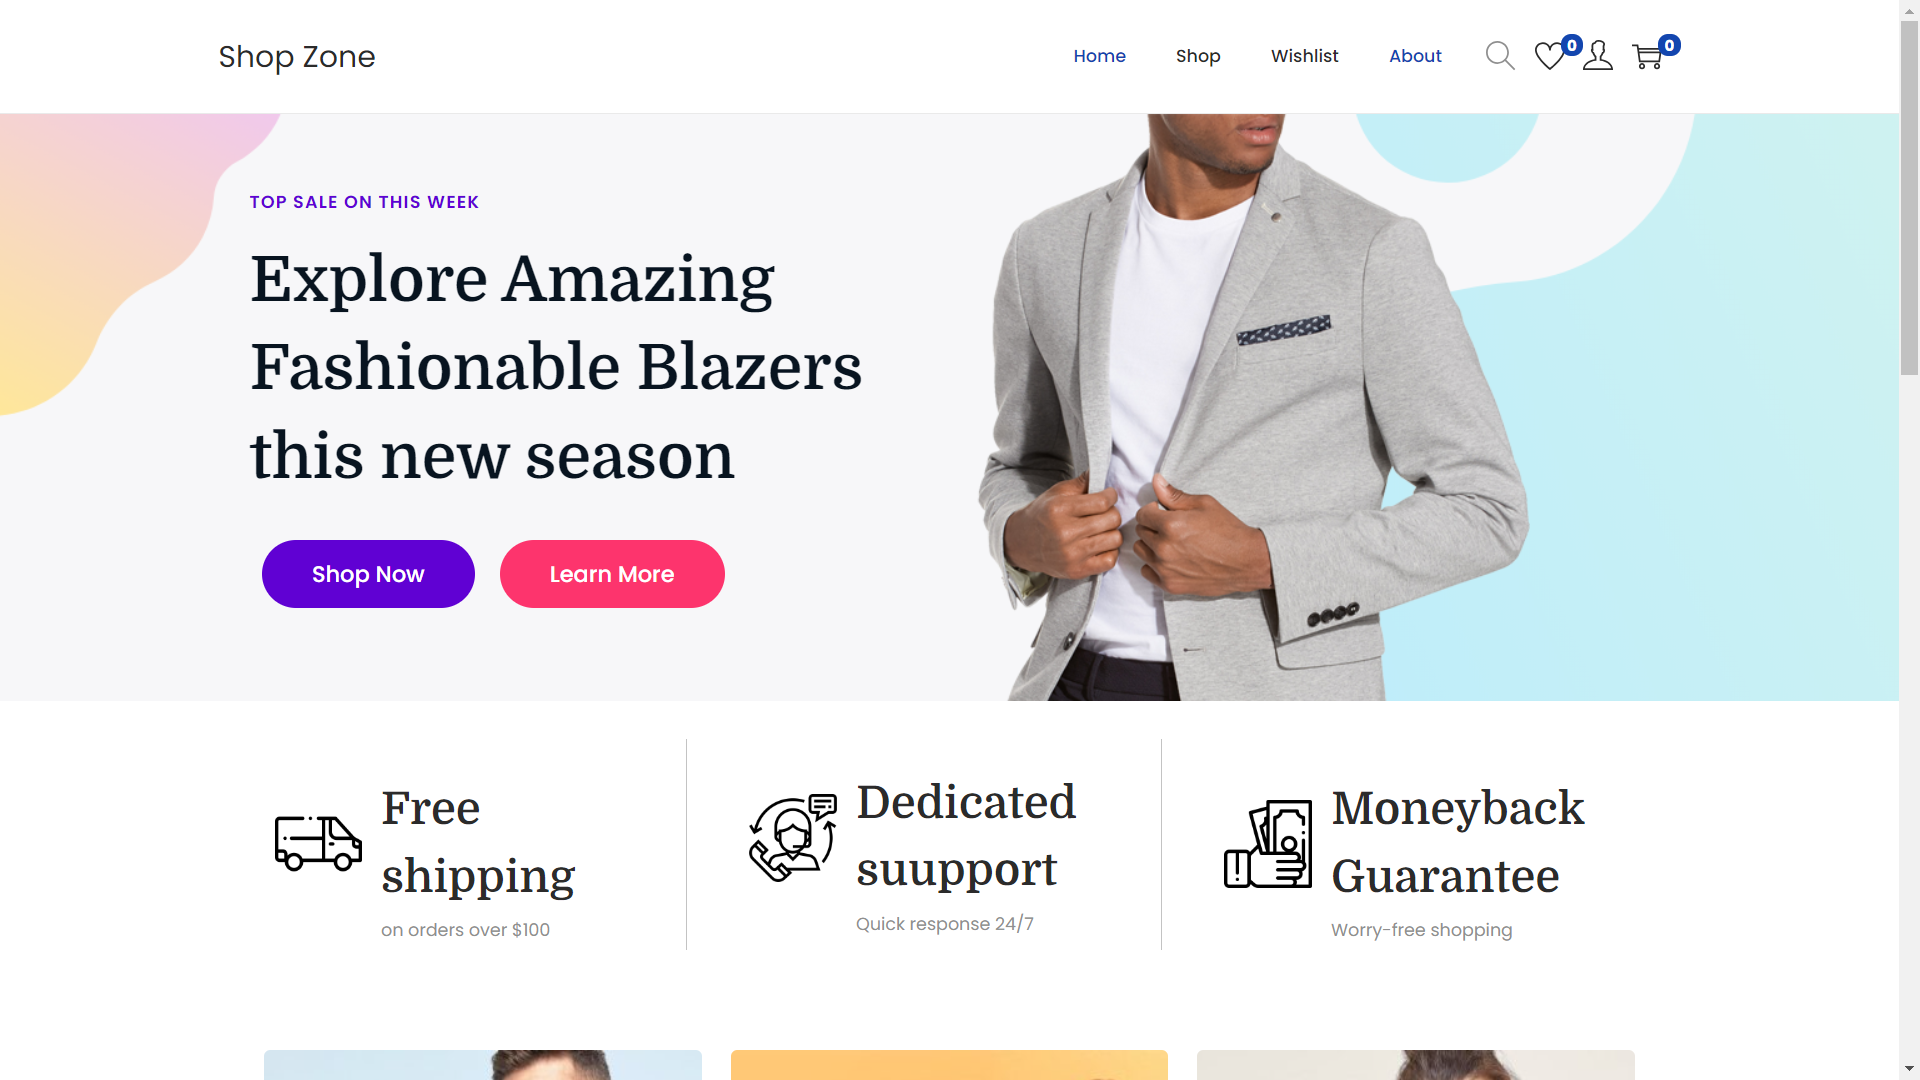 Shop Zone
Home
Shop
Wishlist
About
0
0
TOP SALE ON THIS WEEK
Explore Amazing
Fashionable Blazers
this new season
Shop Now
Learn More
Free
shipping
on orders over $100
Dedicated
suupport
Quick response 24/7
Moneyback
Guarantee
Worry-free shopping